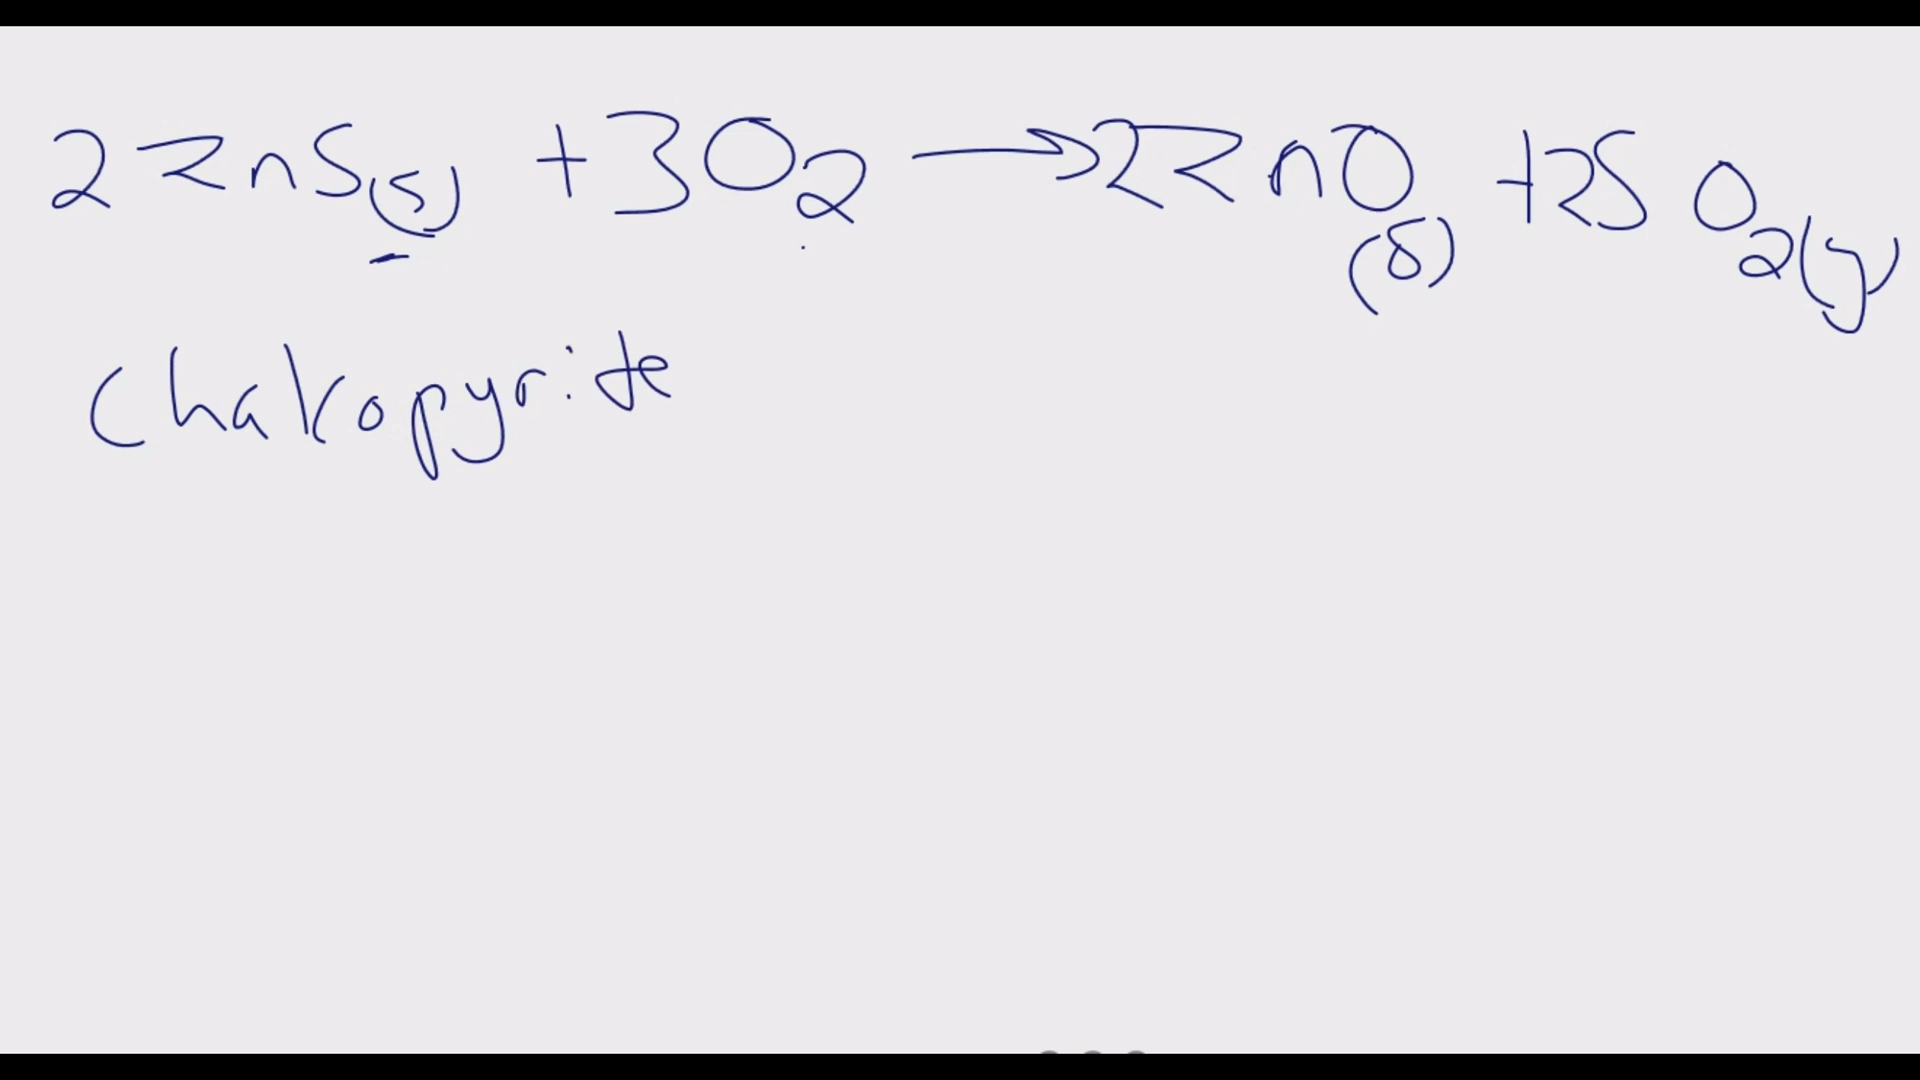 2ZnS(s) + 3O2 → 2ZnO(s) + 2SO2(g)
Chalcopyrite